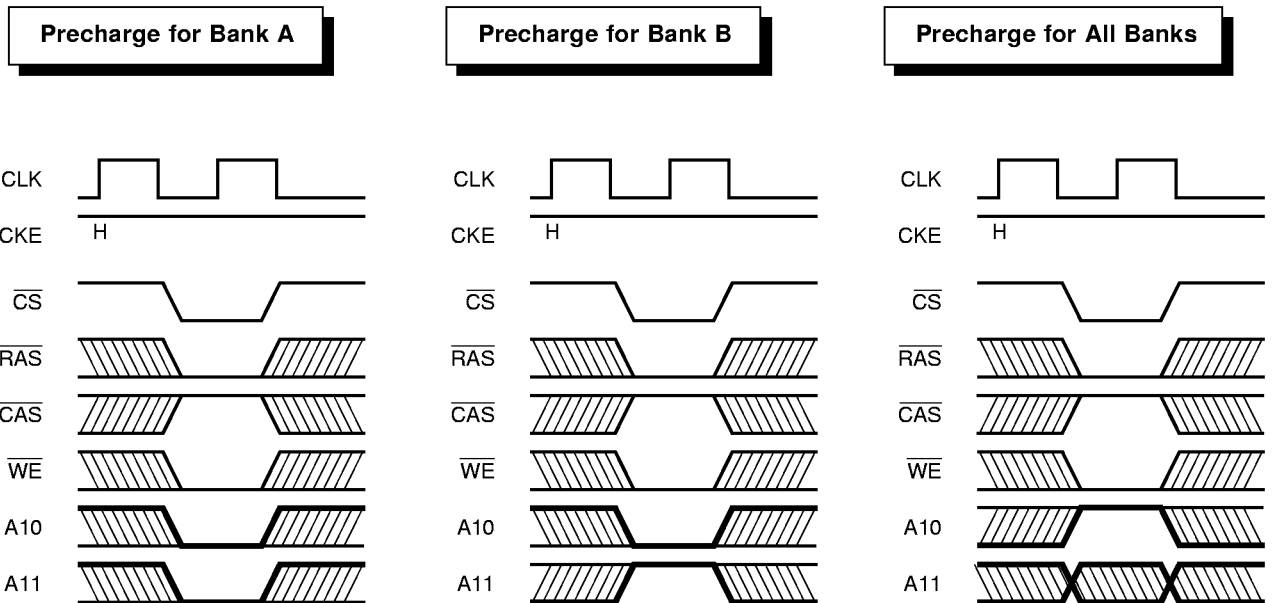 Precharge for Bank A
Precharge for Bank B
Precharge for All Banks
CLK
CKE
H
CS
RAS
CAS
WE
A10
A11
CLK
CKE
H
CS
RAS
CAS
WE
A10
A11
CLK
CKE
H
CS
RAS
CAS
WE
A10
A11